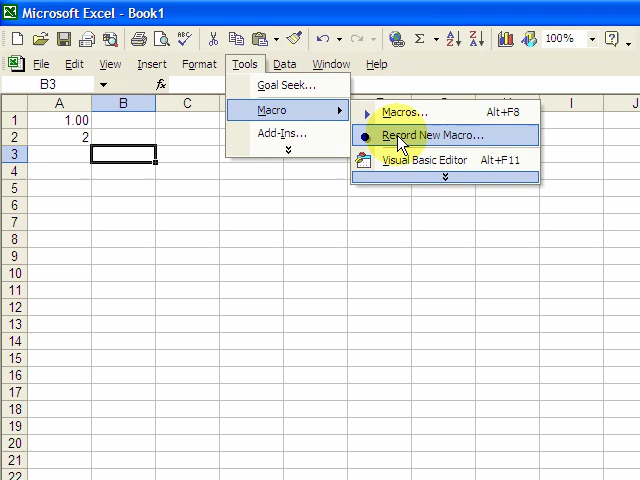 Microsoft Excel - Book1
Σ 100% ?
File Edit View Insert Format Tools Data Window Help
B3 fx
Goal Seek...
Macro
Add-Ins...
Macros... Alt+F8
Record New Macro...
Visual Basic Editor Alt+F11
A B C I J
1 1.00
2 2
3
4
5
6
7
8
9
10
11
12
13
14
15
16
17
18
19
20
21
22